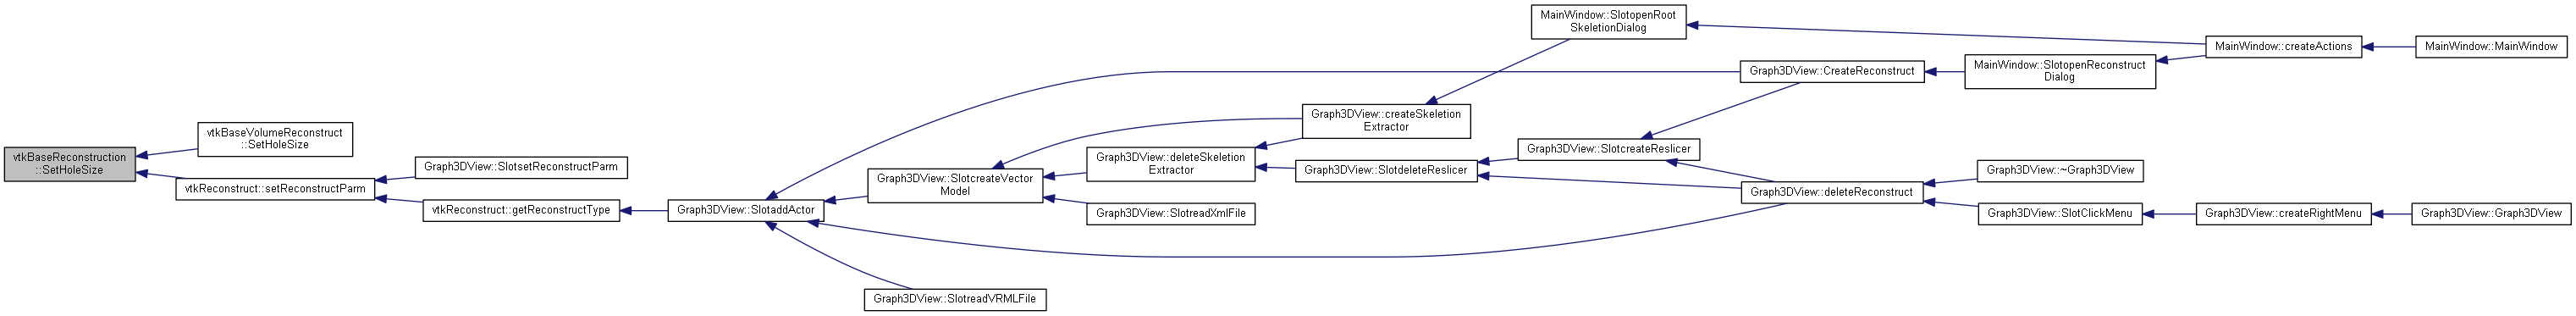 vtkBaseReconstruction
::SetHoleSize
vtkBaseVolumeReconstruct
::SetHoleSize
vtkReconstruct::setReconstructParm
Graph3DView::SlotsetReconstructParm
vtkReconstruct::getReconstructType
Graph3DView::SlotaddActor
Graph3DView::SlotcreateVector
Model
Graph3DView::SlotreadVRMLFile
Graph3DView::deleteSkeletion
Extractor
Graph3DView::SlotreadXmlFile
Graph3DView::createSkeletion
Extractor
Graph3DView::SlotdeleteReslicer
MainWindow::SlotopenRoot
SkeletionDialog
Graph3DView::SlotcreateReslicer
Graph3DView::CreateReconstruct
Graph3DView::deleteReconstruct
MainWindow::SlotopenReconstruct
Dialog
Graph3DView::~Graph3DView
Graph3DView::SlotClickMenu
MainWindow::createActions
Graph3DView::createRightMenu
MainWindow::MainWindow
Graph3DView::Graph3DView